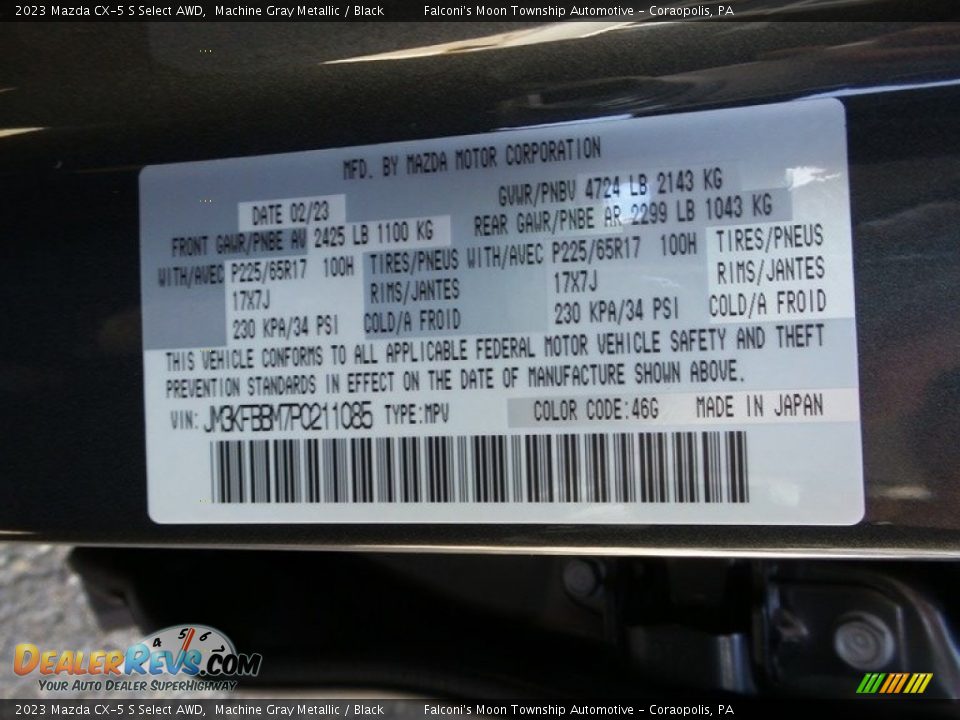 2023 Mazda CX-5 S Select AWD, Machine Gray Metallic / Black Falconi's Moon Township Automotive - Coraopolis, PA
MFD. BY MAZDA MOTOR CORPORATION
DATE 02/23 GVWR/PNBV 4724 LB 2143 KG
FRONT GAWR/PNBE AV 2425 LB 1100 KG REAR GAWR/PNBE AR 2299 LB 1043 KG
WITH/AVEC P225/65R17 100H TIRES/PNEUS WITH/AVEC P225/65R17 100H TIRES/PNEUS
17X7J RIMS/JANTES 17X7J RIMS/JANTES
230 KPA/34 PSI COLD/A FROID 230 KPA/34 PSI COLD/A FROID
THIS VEHICLE CONFORMS TO ALL APPLICABLE FEDERAL MOTOR VEHICLE SAFETY AND THEFT
PREVENTION STANDARDS IN EFFECT ON THE DATE OF MANUFACTURE SHOWN ABOVE.
VIN: JM3KFBBM7P0211085 TYPE:MPV COLOR CODE:46G MADE IN JAPAN
4 5 6
DealerRevs.com
Your Auto Dealer SuperHighway
2023 Mazda CX-5 S Select AWD, Machine Gray Metallic / Black Falconi's Moon Township Automotive - Coraopolis, PA